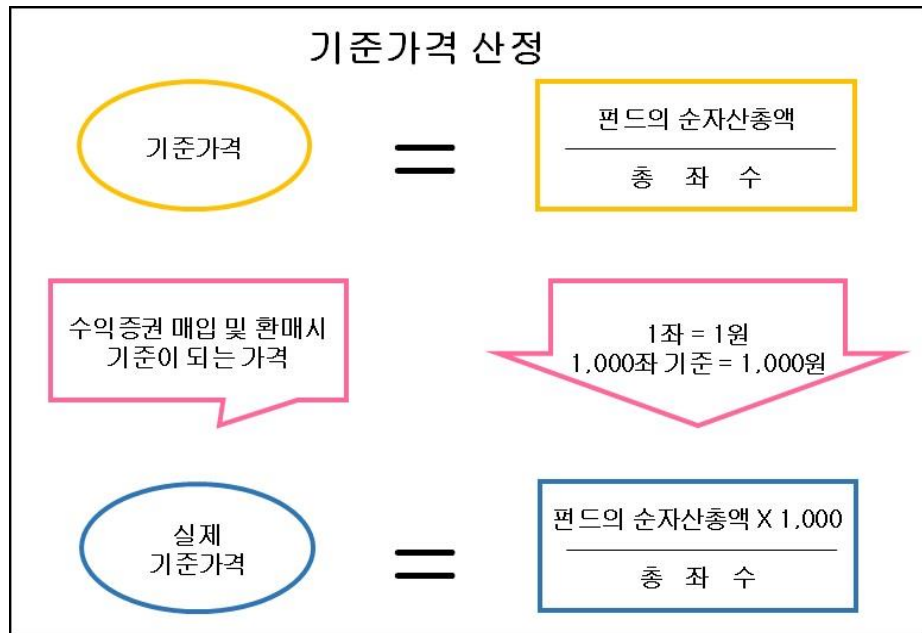 기준가격 산정
기준가격
=
펀드의 순자산총액
총 좌 수
수익증권 매입 및 환매시
기준이 되는 가격
1좌 = 1원
1,000좌 기준 = 1,000원
실제
기준가격
=
펀드의 순자산총액 X 1,000
총 좌 수